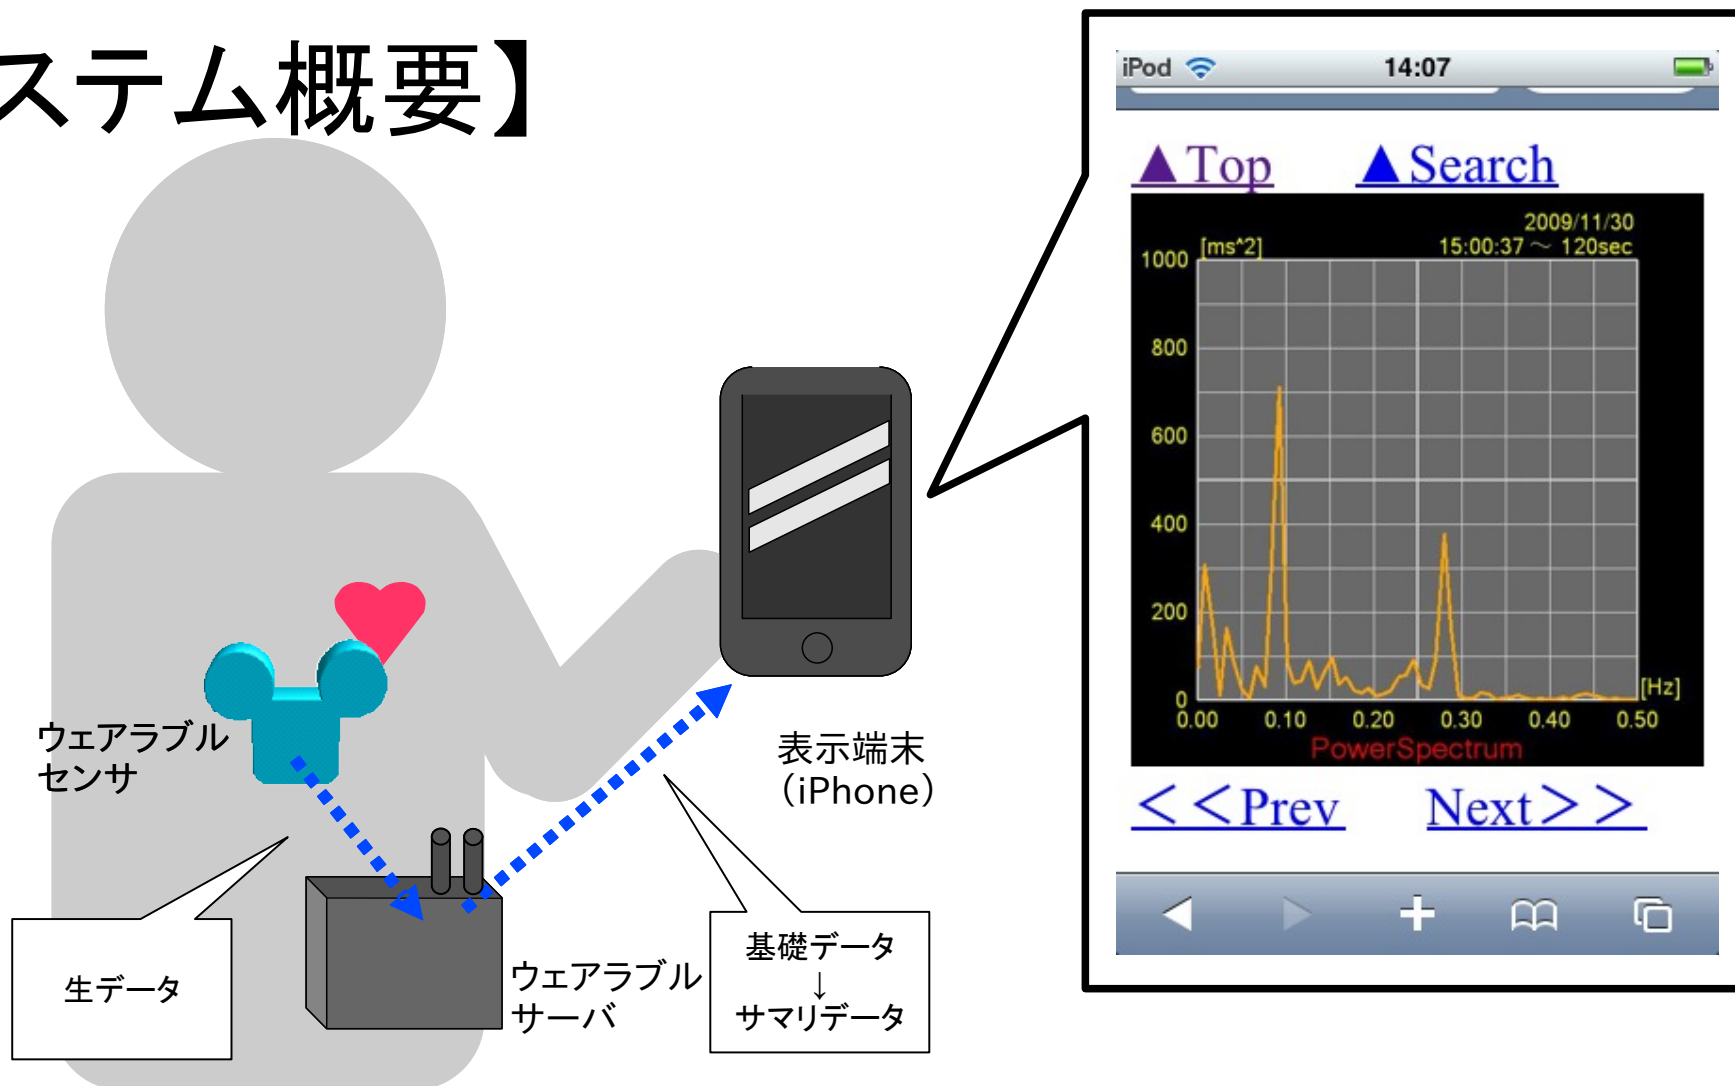 ステム概要】
iPod
14:07
▲Top
▲Search
2009/11/30
[ms^2]
15:00:37 ～ 120sec
1000
800
600
400
200
0
[Hz]
0.00
0.10
0.20
0.30
0.40
0.50
PowerSpectrum
＜＜Prev
Next＞＞
ウェアラブル
センサ
表示端末
（iPhone）
生データ
ウェアラブル
サーバ
基礎データ
↓
サマリデータ